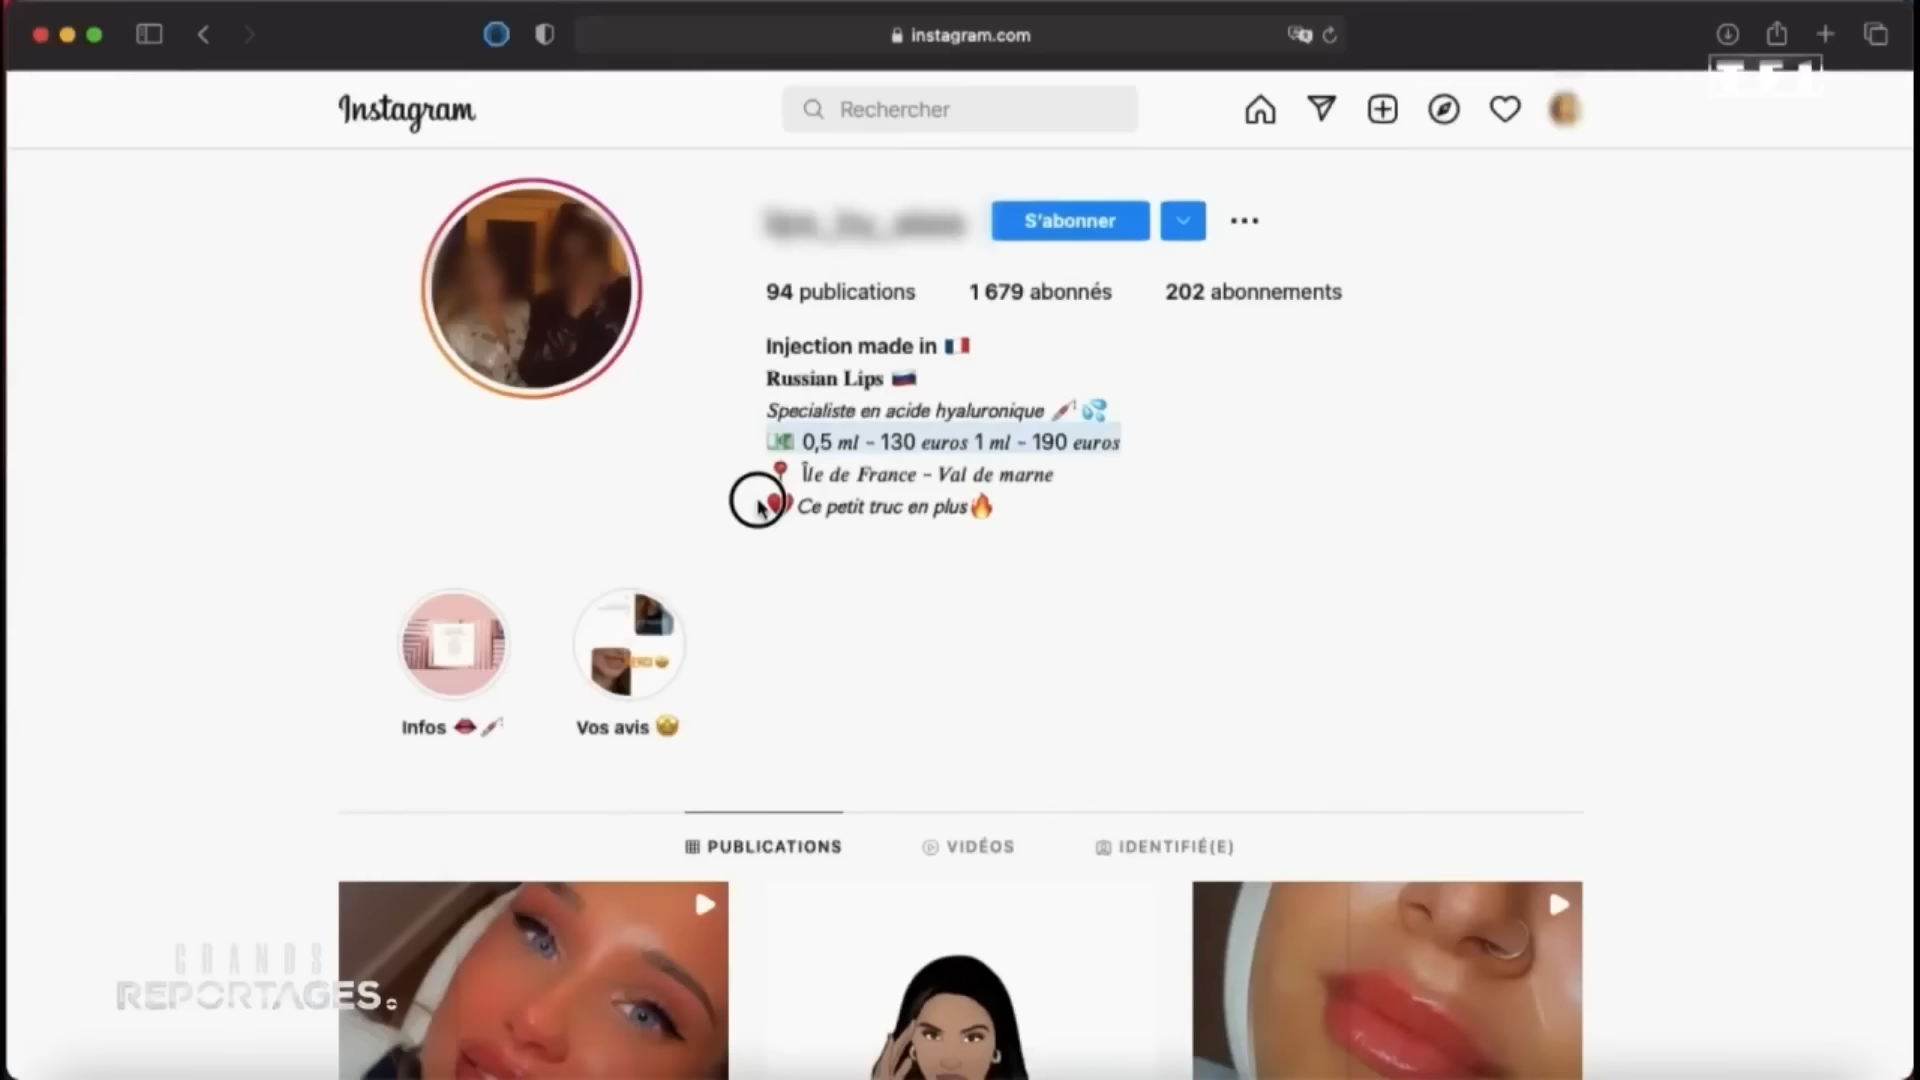 instagram.com
TF1
Instagram
Rechercher
S'abonner
94 publications 1 679 abonnés 202 abonnements
Injection made in 🇫🇷
Russian Lips 🇷🇺
Specialiste en acide hyaluronique 💉💦
💶 0,5 ml - 130 euros 1 ml - 190 euros
📍 Île de France - Val de marne
Ce petit truc en plus🔥
Infos 👄💉 Vos avis 🤩
PUBLICATIONS VIDÉOS IDENTIFIÉ(E)
GRANDS
REPORTAGES.